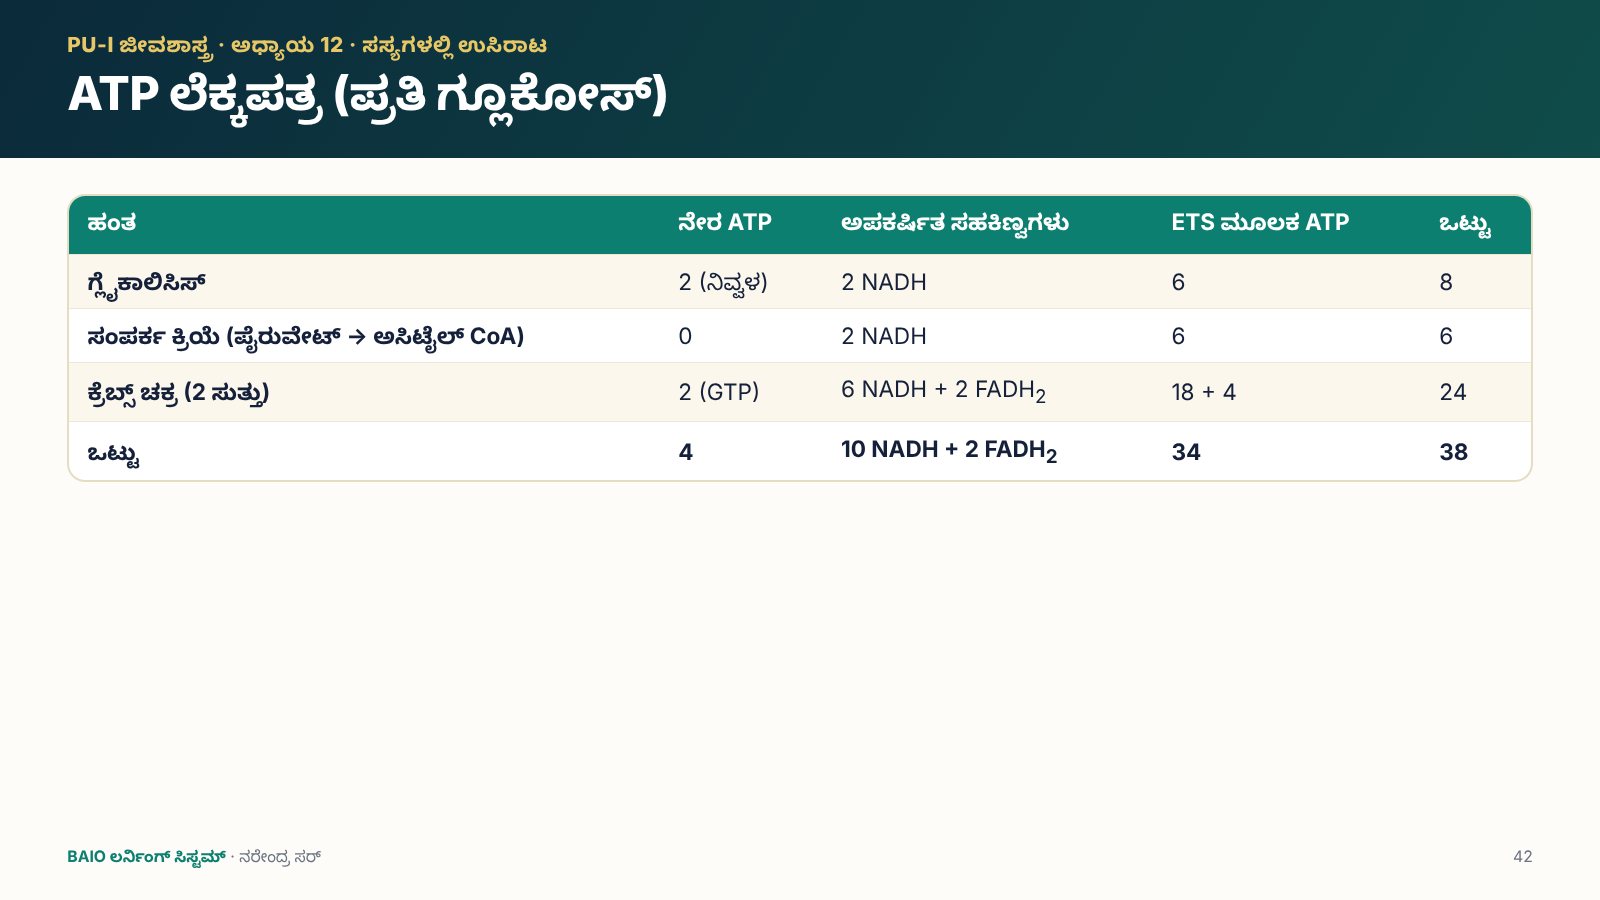 PU-I ಜೀವಶಾಸ್ತ್ರ · ಅಧ್ಯಾಯ 12 · ಸಸ್ಯಗಳಲ್ಲಿ ಉಸಿರಾಟ
ATP ಲೆಕ್ಕಪತ್ರ (ಪ್ರತಿ ಗ್ಲೂಕೋಸ್)
ಹಂತ ನೇರ ATP ಅಪಕರ್ಷಿತ ಸಹಕಿಣ್ವಗಳು ETS ಮೂಲಕ ATP ಒಟ್ಟು
ಗ್ಲೈಕಾಲಿಸಿಸ್ 2 (ನಿವ್ವಳ) 2 NADH 6 8
ಸಂಪರ್ಕ ಕ್ರಿಯೆ (ಪೈರುವೇಟ್ → ಅಸಿಟೈಲ್ CoA) 0 2 NADH 6 6
ಕ್ರೆಬ್ಸ್ ಚಕ್ರ (2 ಸುತ್ತು) 2 (GTP) 6 NADH + 2 FADH₂ 18 + 4 24
ಒಟ್ಟು 4 10 NADH + 2 FADH₂ 34 38
BAIO ಲರ್ನಿಂಗ್ ಸಿಸ್ಟಮ್ · ನರೇಂದ್ರ ಸರ್ 42